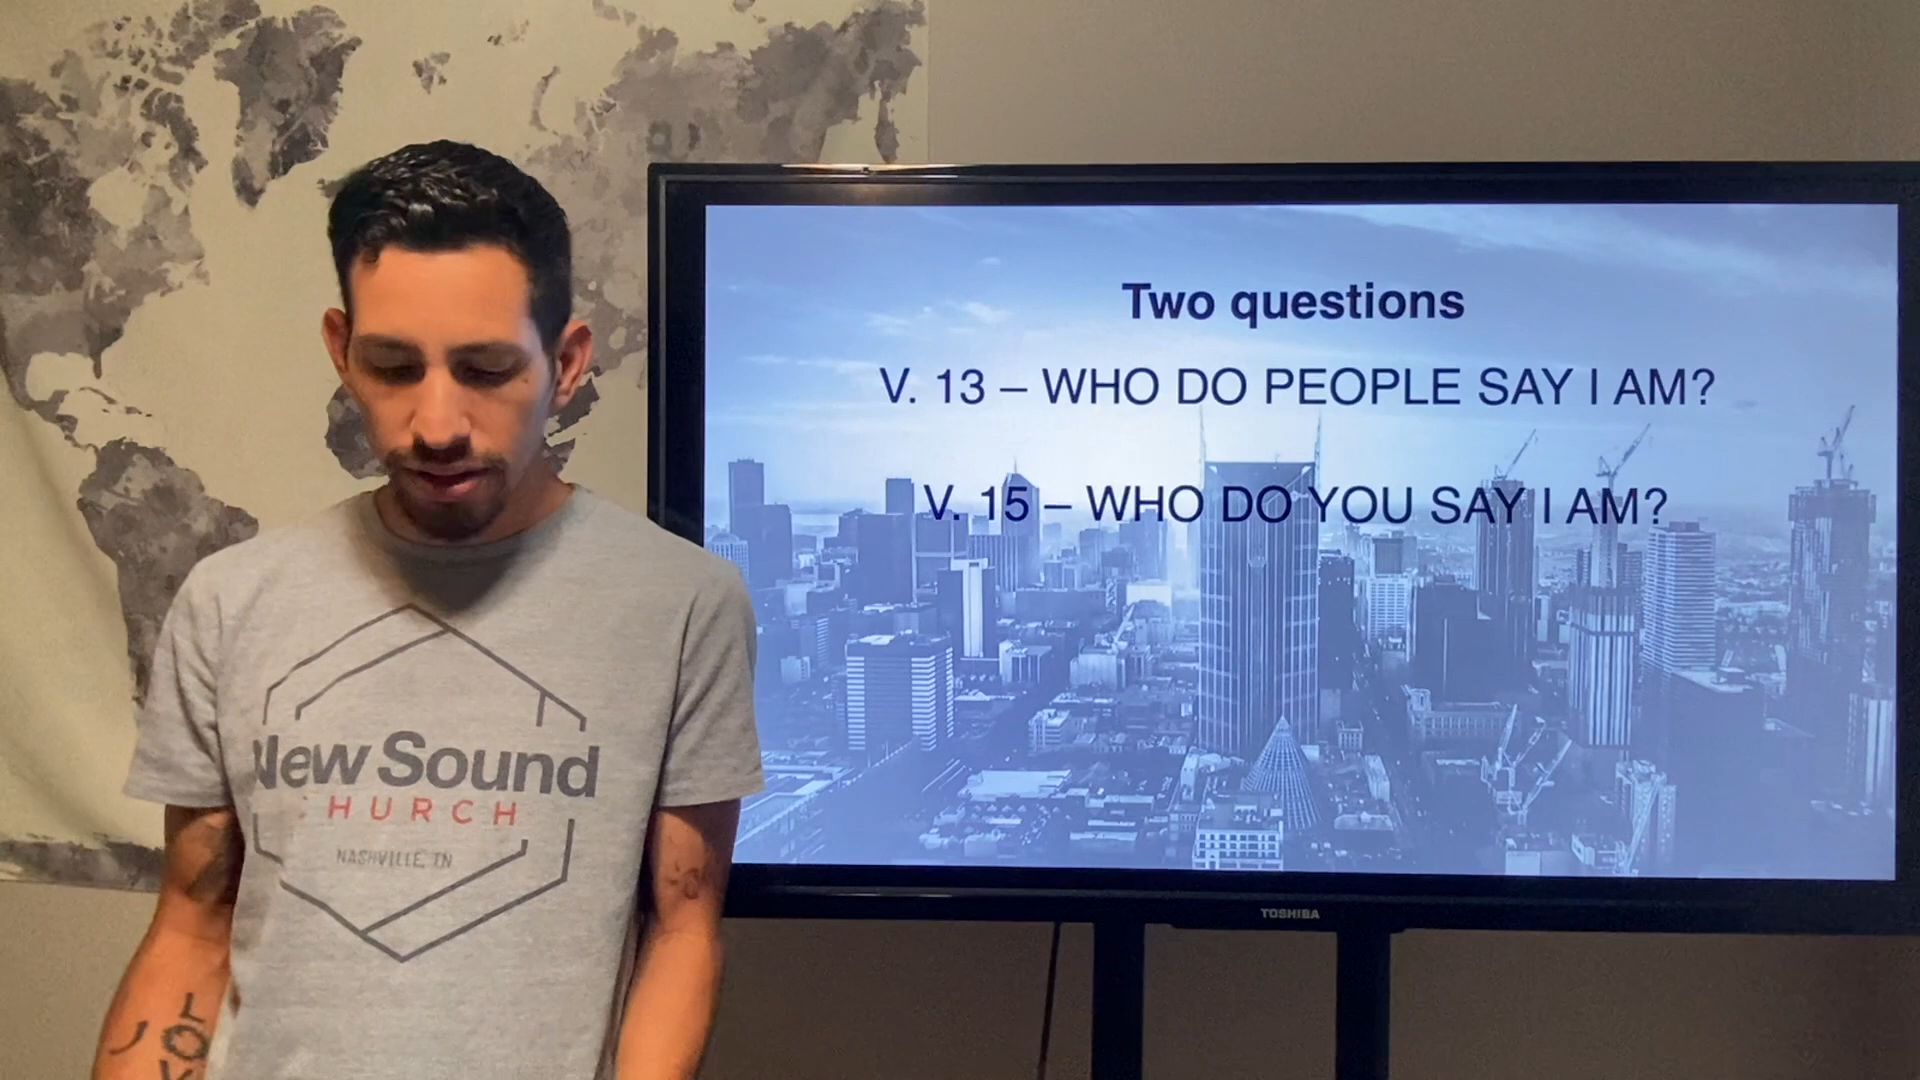 Two questions
V. 13 – WHO DO PEOPLE SAY I AM?
V. 15 – WHO DO YOU SAY I AM?
New Sound
HURCH
NASHVILLE, TN
TOSHIBA